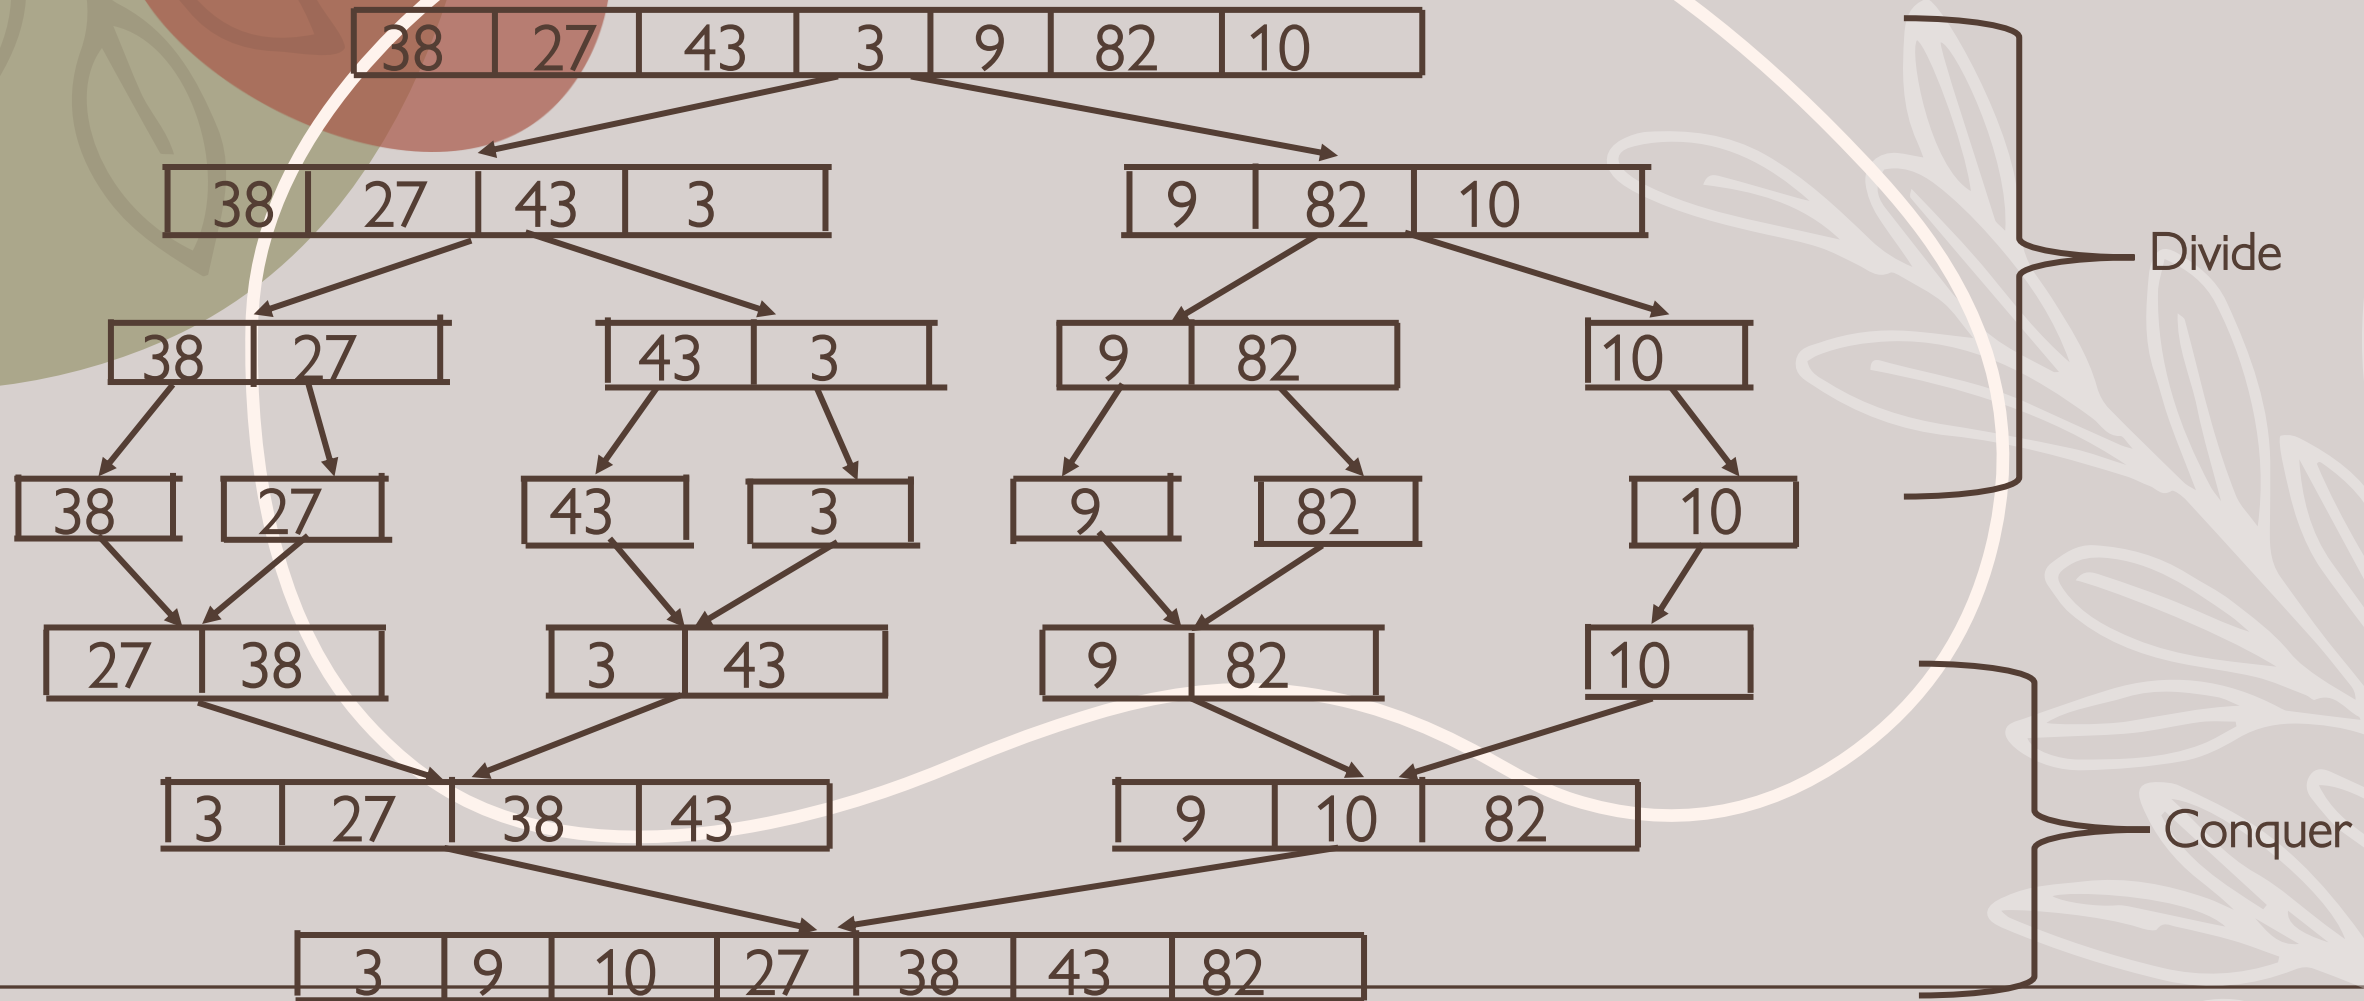 38 27 43 3 9 82 10
38 27 43 3 9 82 10
Divide
38 27 43 3 9 82 10
38 27 43 3 9 82 10
27 38 3 43 9 82 10
3 27 38 43 9 10 82
Conquer
3 9 10 27 38 43 82